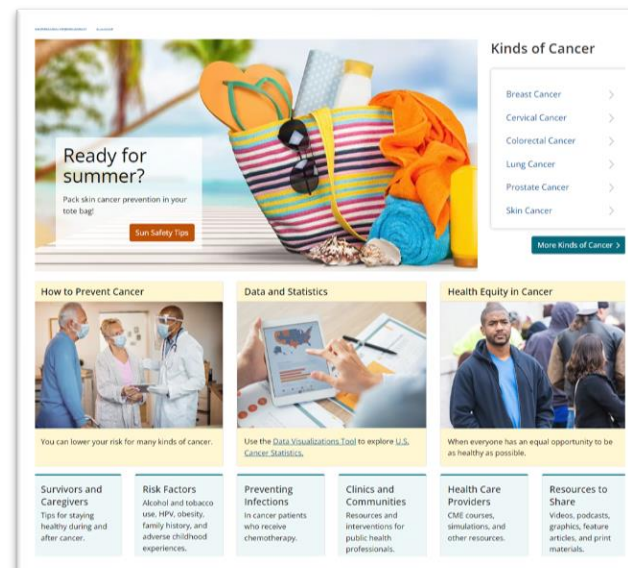 Kinds of Cancer
Breast Cancer
Cervical Cancer
Colorectal Cancer
Lung Cancer
Prostate Cancer
Skin Cancer
More Kinds of Cancer
Ready for
summer?
Pack skin cancer prevention in your
tote bag!
Sun Safety Tips
How to Prevent Cancer
You can lower your risk for many kinds of cancer.
Data and Statistics
Use the Data Visualizations Tool to explore U.S.
Cancer Statistics.
Health Equity in Cancer
When everyone has an equal opportunity to be
as healthy as possible.
Survivors and
Caregivers
Tips for staying
healthy during and
after cancer.
Risk Factors
Alcohol and tobacco
use, HPV, obesity,
family history, and
adverse childhood
experiences.
Preventing
Infections
In cancer patients
who receive
chemotherapy.
Clinics and
Communities
Resources and
interventions for
public health
professionals.
Health Care
Providers
CME courses,
simulations, and
other resources.
Resources to
Share
Videos, podcasts,
graphics, feature
articles, and print
materials.